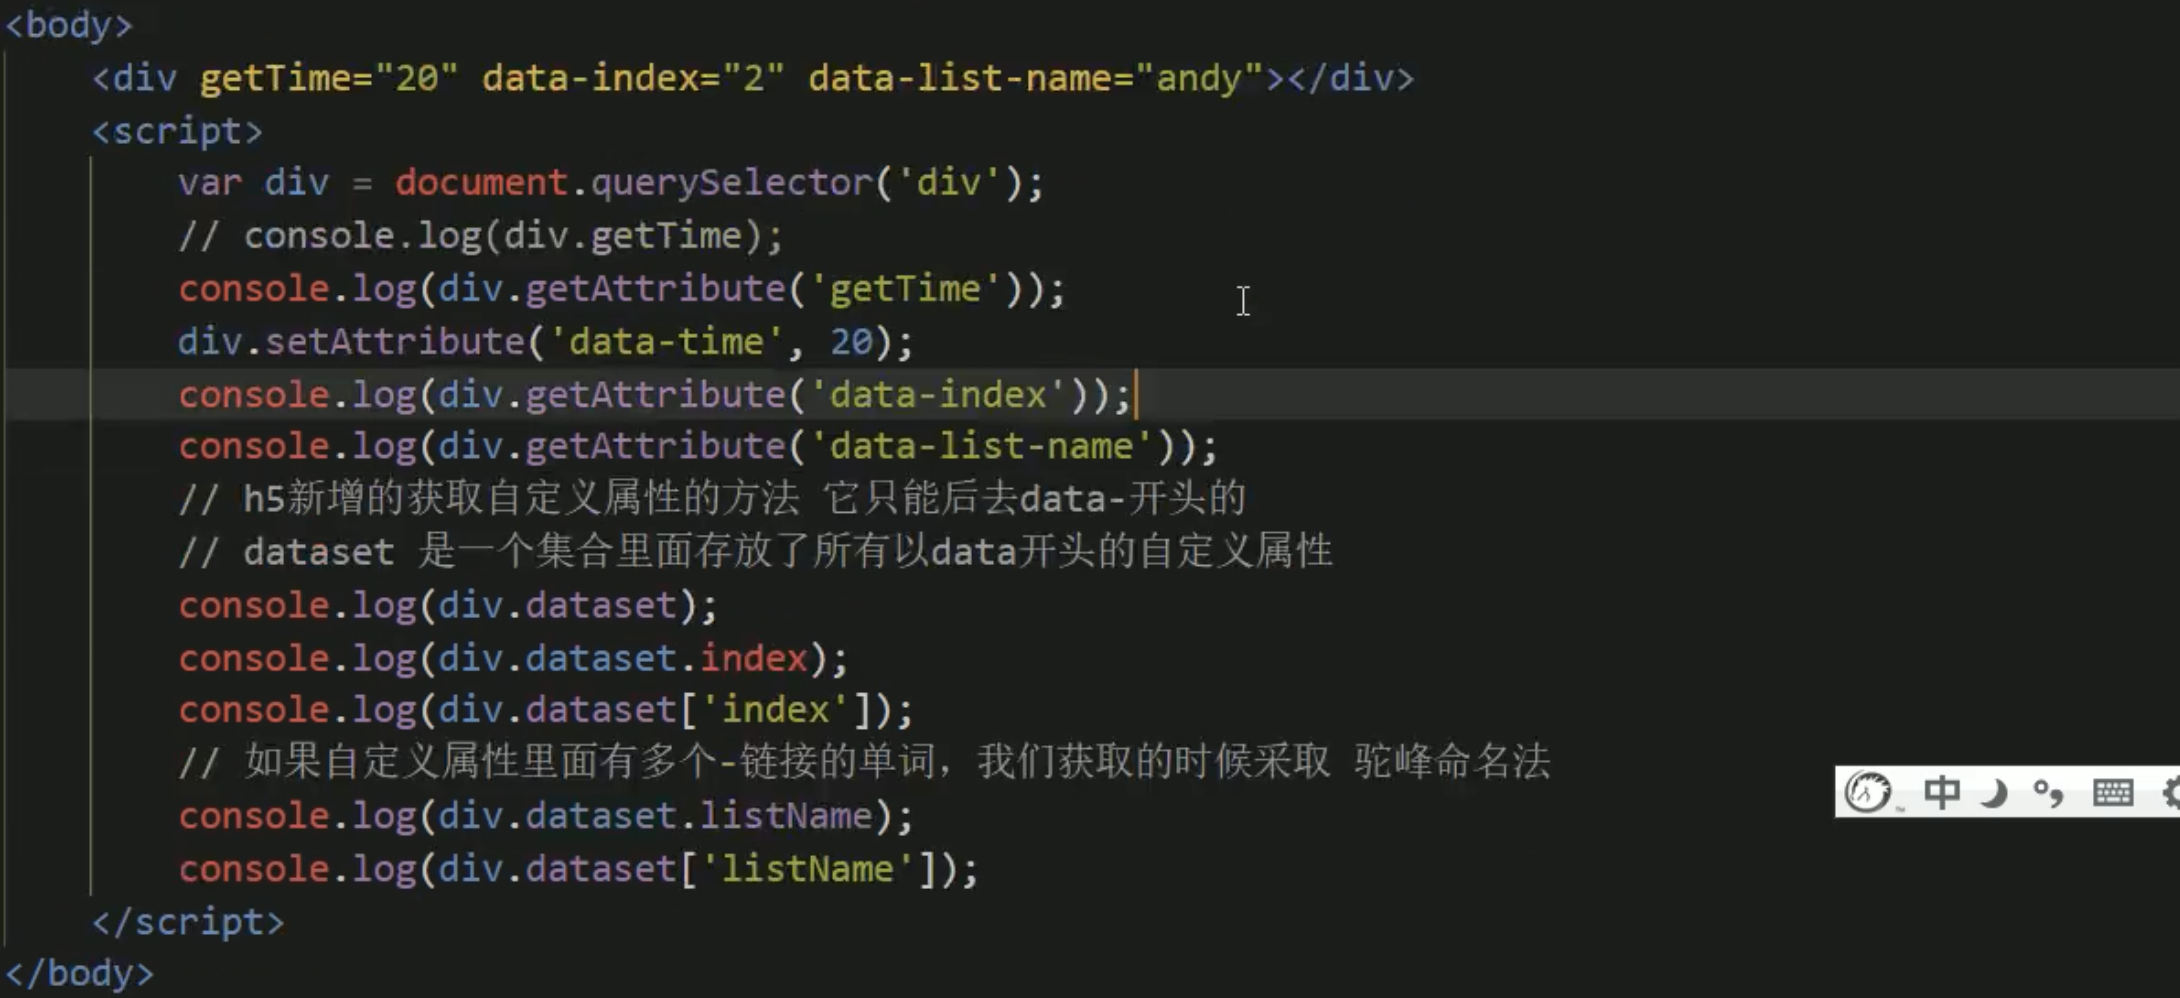 <body>
<div getTime="20" data-index="2" data-list-name="andy"></div>
<script>
var div = document.querySelector('div');
// console.log(div.getTime);
console.log(div.getAttribute('getTime'));
div.setAttribute('data-time', 20);
console.log(div.getAttribute('data-index'));
console.log(div.getAttribute('data-list-name'));
// h5新增的获取自定义属性的方法 它只能后去data-开头的
// dataset 是一个集合里面存放了所有以data开头的自定义属性
console.log(div.dataset);
console.log(div.dataset.index);
console.log(div.dataset['index']);
// 如果自定义属性里面有多个-链接的单词，我们获取的时候采取 驼峰命名法
console.log(div.dataset.listName);
console.log(div.dataset['listName']);
</script>
</body>
中